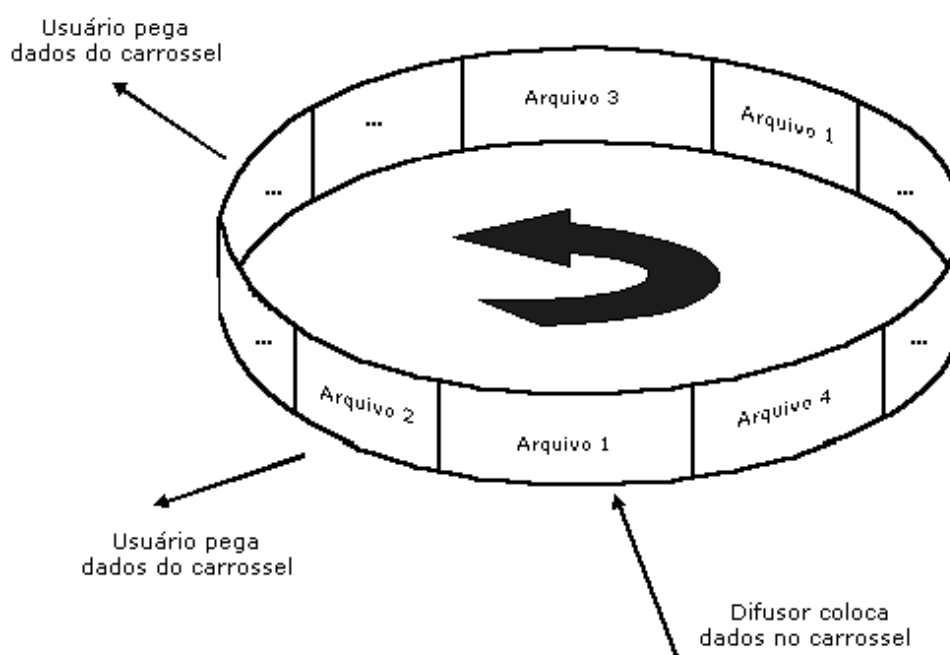 Usuário pega
dados do carrossel
Arquivo 3
Arquivo 1
...
...
...
...
Arquivo 2
Arquivo 1
Arquivo 4
...
Usuário pega
dados do carrossel
Difusor coloca
dados no carrossel